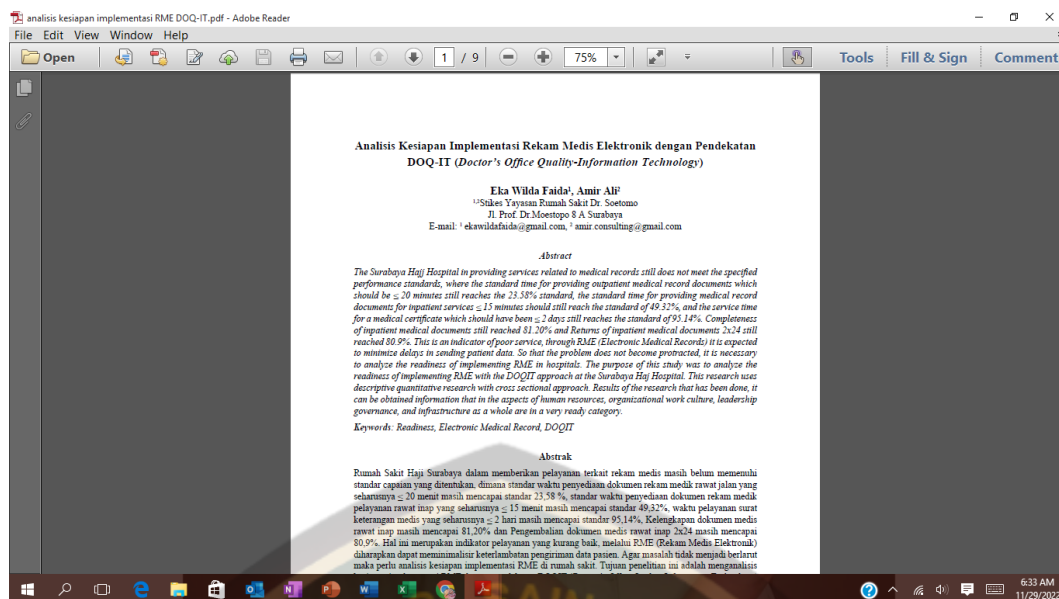 analisis kesiapan implementasi RME DOQ-IT.pdf - Adobe Reader
File Edit View Window Help
Open 1 / 9 75% Tools Fill & Sign Comment
Analisis Kesiapan Implementasi Rekam Medis Elektronik dengan Pendekatan
DOQ-IT (Doctor's Office Quality-Information Technology)
Eka Wilda Faida¹, Amir Ali²
¹,²Stikes Yayasan Rumah Sakit Dr. Soetomo
Jl. Prof. Dr.Moestopo 8 A Surabaya
E-mail: ¹ ekawildafaida@gmail.com, ² amir.consulting@gmail.com
Abstract
The Surabaya Hajj Hospital in providing services related to medical records still does not meet the specified
performance standards, where the standard time for providing outpatient medical record documents which
should be ≤ 20 minutes still reaches the 23.58% standard, the standard time for providing medical record
documents for inpatient services ≤ 15 minutes should still reach the standard of 49.32%, and the service time
for a medical certificate which should have been ≤ 2 days still reaches the standard of 95.14%. Completeness
of inpatient medical documents still reached 81.20% and Returns of inpatient medical documents 2x24 still
reached 80.9%. This is an indicator of poor service, through RME (Electronic Medical Records) it is expected
to minimize delays in sending patient data. So that the problem does not become protracted, it is necessary
to analyze the readiness of implementing RME in hospitals. The purpose of this study was to analyze the
readiness of implementing RME with the DOQIT approach at the Surabaya Haj Hospital. This research uses
descriptive quantitative research with cross sectional approach. Results of the research that has been done, it
can be obtained information that in the aspects of human resources, organizational work culture, leadership
governance, and infrastructure as a whole are in a very ready category.
Keywords: Readiness, Electronic Medical Record, DOQIT
Abstrak
Rumah Sakit Haji Surabaya dalam memberikan pelayanan terkait rekam medis masih belum memenuhi
standar capaian yang ditentukan, dimana standar waktu penyediaan dokumen rekam medik rawat jalan yang
seharusnya ≤ 20 menit masih mencapai standar 23,58 %, standar waktu penyediaan dokumen rekam medik
pelayanan rawat inap yang seharusnya ≤ 15 menit masih mencapai standar 49,32%, waktu pelayanan surat
keterangan medis yang seharusnya ≤ 2 hari masih mencapai standar 95,14%, Kelengkapan dokumen medis
rawat inap masih mencapai 81,20% dan Pengembalian dokumen medis rawat inap 2x24 masih mencapai
80,9%. Hal ini merupakan indikator pelayanan yang kurang baik, melalui RME (Rekam Medis Elektronik)
diharapkan dapat meminimalisir keterlambatan pengiriman data pasien. Agar masalah tidak menjadi berlarut
maka perlu analisis kesiapan implementasi RME di rumah sakit. Tujuan penelitian ini adalah menganalisis
6:33 AM